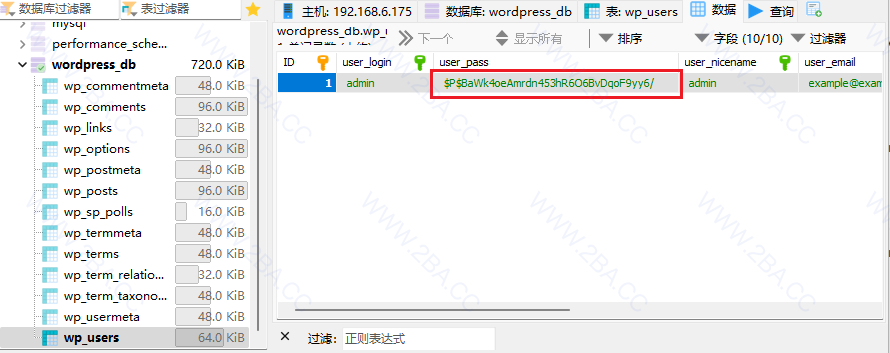 数据库过滤器 表过滤器
mysql
performance_sche...
wordpress_db 720.0 KiB
wp_commentmeta 48.0 KiB
wp_comments 96.0 KiB
wp_links 32.0 KiB
wp_options 96.0 KiB
wp_postmeta 48.0 KiB
wp_posts 96.0 KiB
wp_sp_polls 16.0 KiB
wp_termmeta 48.0 KiB
wp_terms 48.0 KiB
wp_term_relatio... 32.0 KiB
wp_term_taxono... 48.0 KiB
wp_usermeta 48.0 KiB
wp_users 64.0 KiB
主机: 192.168.6.175 数据库: wordpress_db 表: wp_users 数据 查询
wordpress_db.wp_u 下一个 显示所有 排序 字段 (10/10) 过滤器
ID user_login user_pass user_nicename user_email
1 admin $P$BaWk4oeAmrdn453hR6O6BvDqoF9yy6/ admin example@exam
× 过滤: 正则表达式
WWW.2BA.CC